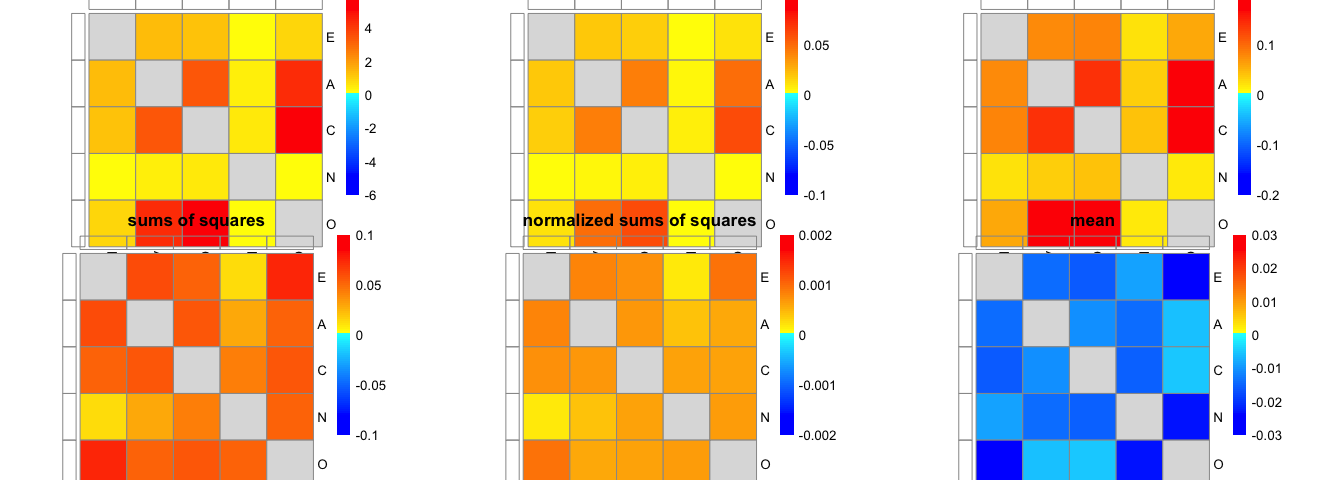 4
2
0
-2
-4
-6
E
A
C
N
O
0.05
0
-0.05
-0.1
E
A
C
N
O
0.1
0
-0.1
-0.2
E
A
C
N
O
sums of squares
normalized sums of squares
mean
0.1
0.05
0
-0.05
-0.1
E
A
C
N
O
0.002
0.001
0
-0.001
-0.002
E
A
C
N
O
0.03
0.02
0.01
0
-0.01
-0.02
-0.03
E
A
C
N
O